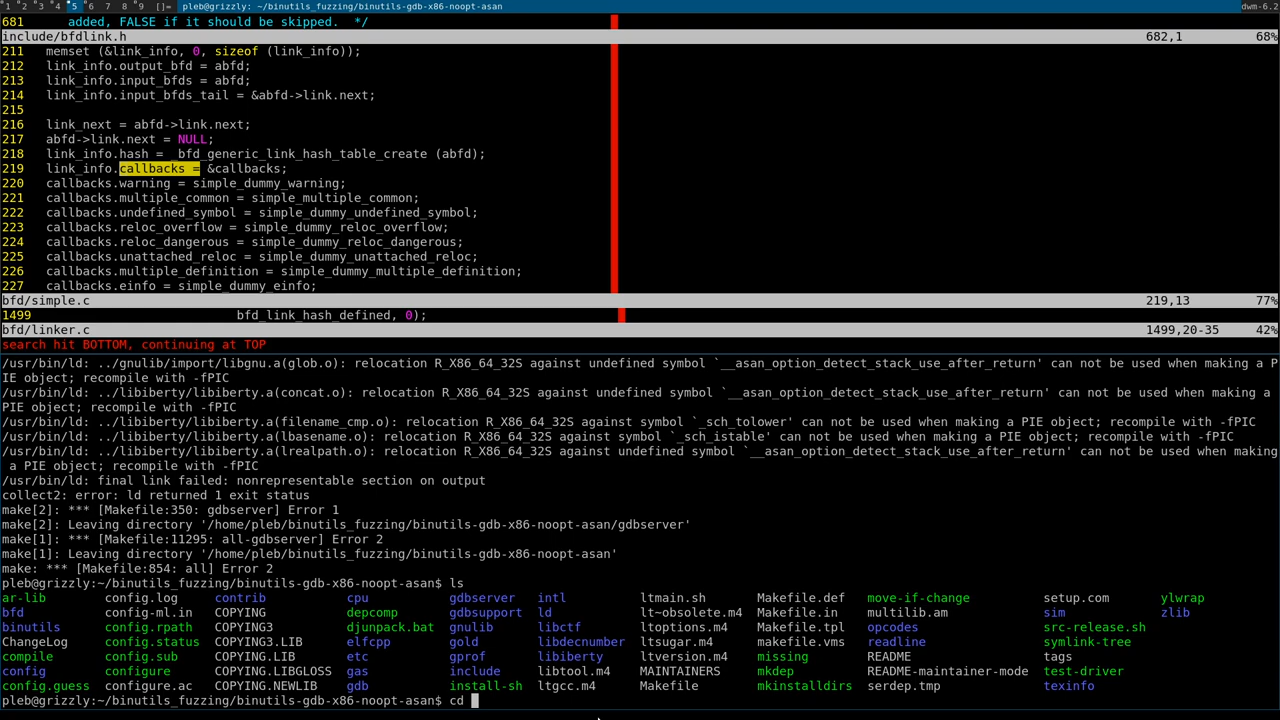 1 2 3 4 5 6 7 8 9 []= pleb@grizzly: ~/binutils_fuzzing/binutils-gdb-x86-noopt-asan dwm-6.2
681 added, FALSE if it should be skipped. */
include/bfdlink.h 682,1 68%
211 memset (&link_info, 0, sizeof (link_info));
212 link_info.output_bfd = abfd;
213 link_info.input_bfds = abfd;
214 link_info.input_bfds_tail = &abfd->link.next;
215
216 link_next = abfd->link.next;
217 abfd->link.next = NULL;
218 link_info.hash = _bfd_generic_link_hash_table_create (abfd);
219 link_info.callbacks = &callbacks;
220 callbacks.warning = simple_dummy_warning;
221 callbacks.multiple_common = simple_multiple_common;
222 callbacks.undefined_symbol = simple_dummy_undefined_symbol;
223 callbacks.reloc_overflow = simple_dummy_reloc_overflow;
224 callbacks.reloc_dangerous = simple_dummy_reloc_dangerous;
225 callbacks.unattached_reloc = simple_dummy_unattached_reloc;
226 callbacks.multiple_definition = simple_dummy_multiple_definition;
227 callbacks.einfo = simple_dummy_einfo;
bfd/simple.c 219,13 77%
1499 bfd_link_hash_defined, 0);
bfd/linker.c 1499,20-35 42%
search hit BOTTOM, continuing at TOP
/usr/bin/ld: ../gnulib/import/libgnu.a(glob.o): relocation R_X86_64_32S against undefined symbol `__asan_option_detect_stack_use_after_return' can not be used when making a P
IE object; recompile with -fPIC
/usr/bin/ld: ../libiberty/libiberty.a(concat.o): relocation R_X86_64_32S against undefined symbol `__asan_option_detect_stack_use_after_return' can not be used when making a
PIE object; recompile with -fPIC
/usr/bin/ld: ../libiberty/libiberty.a(filename_cmp.o): relocation R_X86_64_32S against symbol `_sch_tolower' can not be used when making a PIE object; recompile with -fPIC
/usr/bin/ld: ../libiberty/libiberty.a(lbasename.o): relocation R_X86_64_32S against symbol `_sch_istable' can not be used when making a PIE object; recompile with -fPIC
/usr/bin/ld: ../libiberty/libiberty.a(lrealpath.o): relocation R_X86_64_32S against undefined symbol `__asan_option_detect_stack_use_after_return' can not be used when making
a PIE object; recompile with -fPIC
/usr/bin/ld: final link failed: nonrepresentable section on output
collect2: error: ld returned 1 exit status
make[2]: *** [Makefile:350: gdbserver] Error 1
make[2]: Leaving directory '/home/pleb/binutils_fuzzing/binutils-gdb-x86-noopt-asan/gdbserver'
make[1]: *** [Makefile:11295: all-gdbserver] Error 2
make[1]: Leaving directory '/home/pleb/binutils_fuzzing/binutils-gdb-x86-noopt-asan'
make: *** [Makefile:854: all] Error 2
pleb@grizzly:~/binutils_fuzzing/binutils-gdb-x86-noopt-asan$ ls
ar-lib config.log contrib cpu gdbserver intl ltmain.sh Makefile.def move-if-change setup.com ylwrap
bfd config-ml.in COPYING depcomp gdbsupport ld lt~obsolete.m4 Makefile.in multilib.am sim zlib
binutils config.rpath COPYING3 djunpack.bat gnulib libctf ltoptions.m4 Makefile.tpl opcodes src-release.sh
ChangeLog config.status COPYING3.LIB elfcpp gold libdecnumber ltsugar.m4 makefile.vms readline symlink-tree
compile config.sub COPYING.LIB etc gprof libiberty ltversion.m4 missing README tags
config configure COPYING.LIBGLOSS gas include libtool.m4 MAINTAINERS mkdep README-maintainer-mode test-driver
config.guess configure.ac COPYING.NEWLIB gdb install-sh ltgcc.m4 Makefile mkinstalldirs serdep.tmp texinfo
pleb@grizzly:~/binutils_fuzzing/binutils-gdb-x86-noopt-asan$ cd